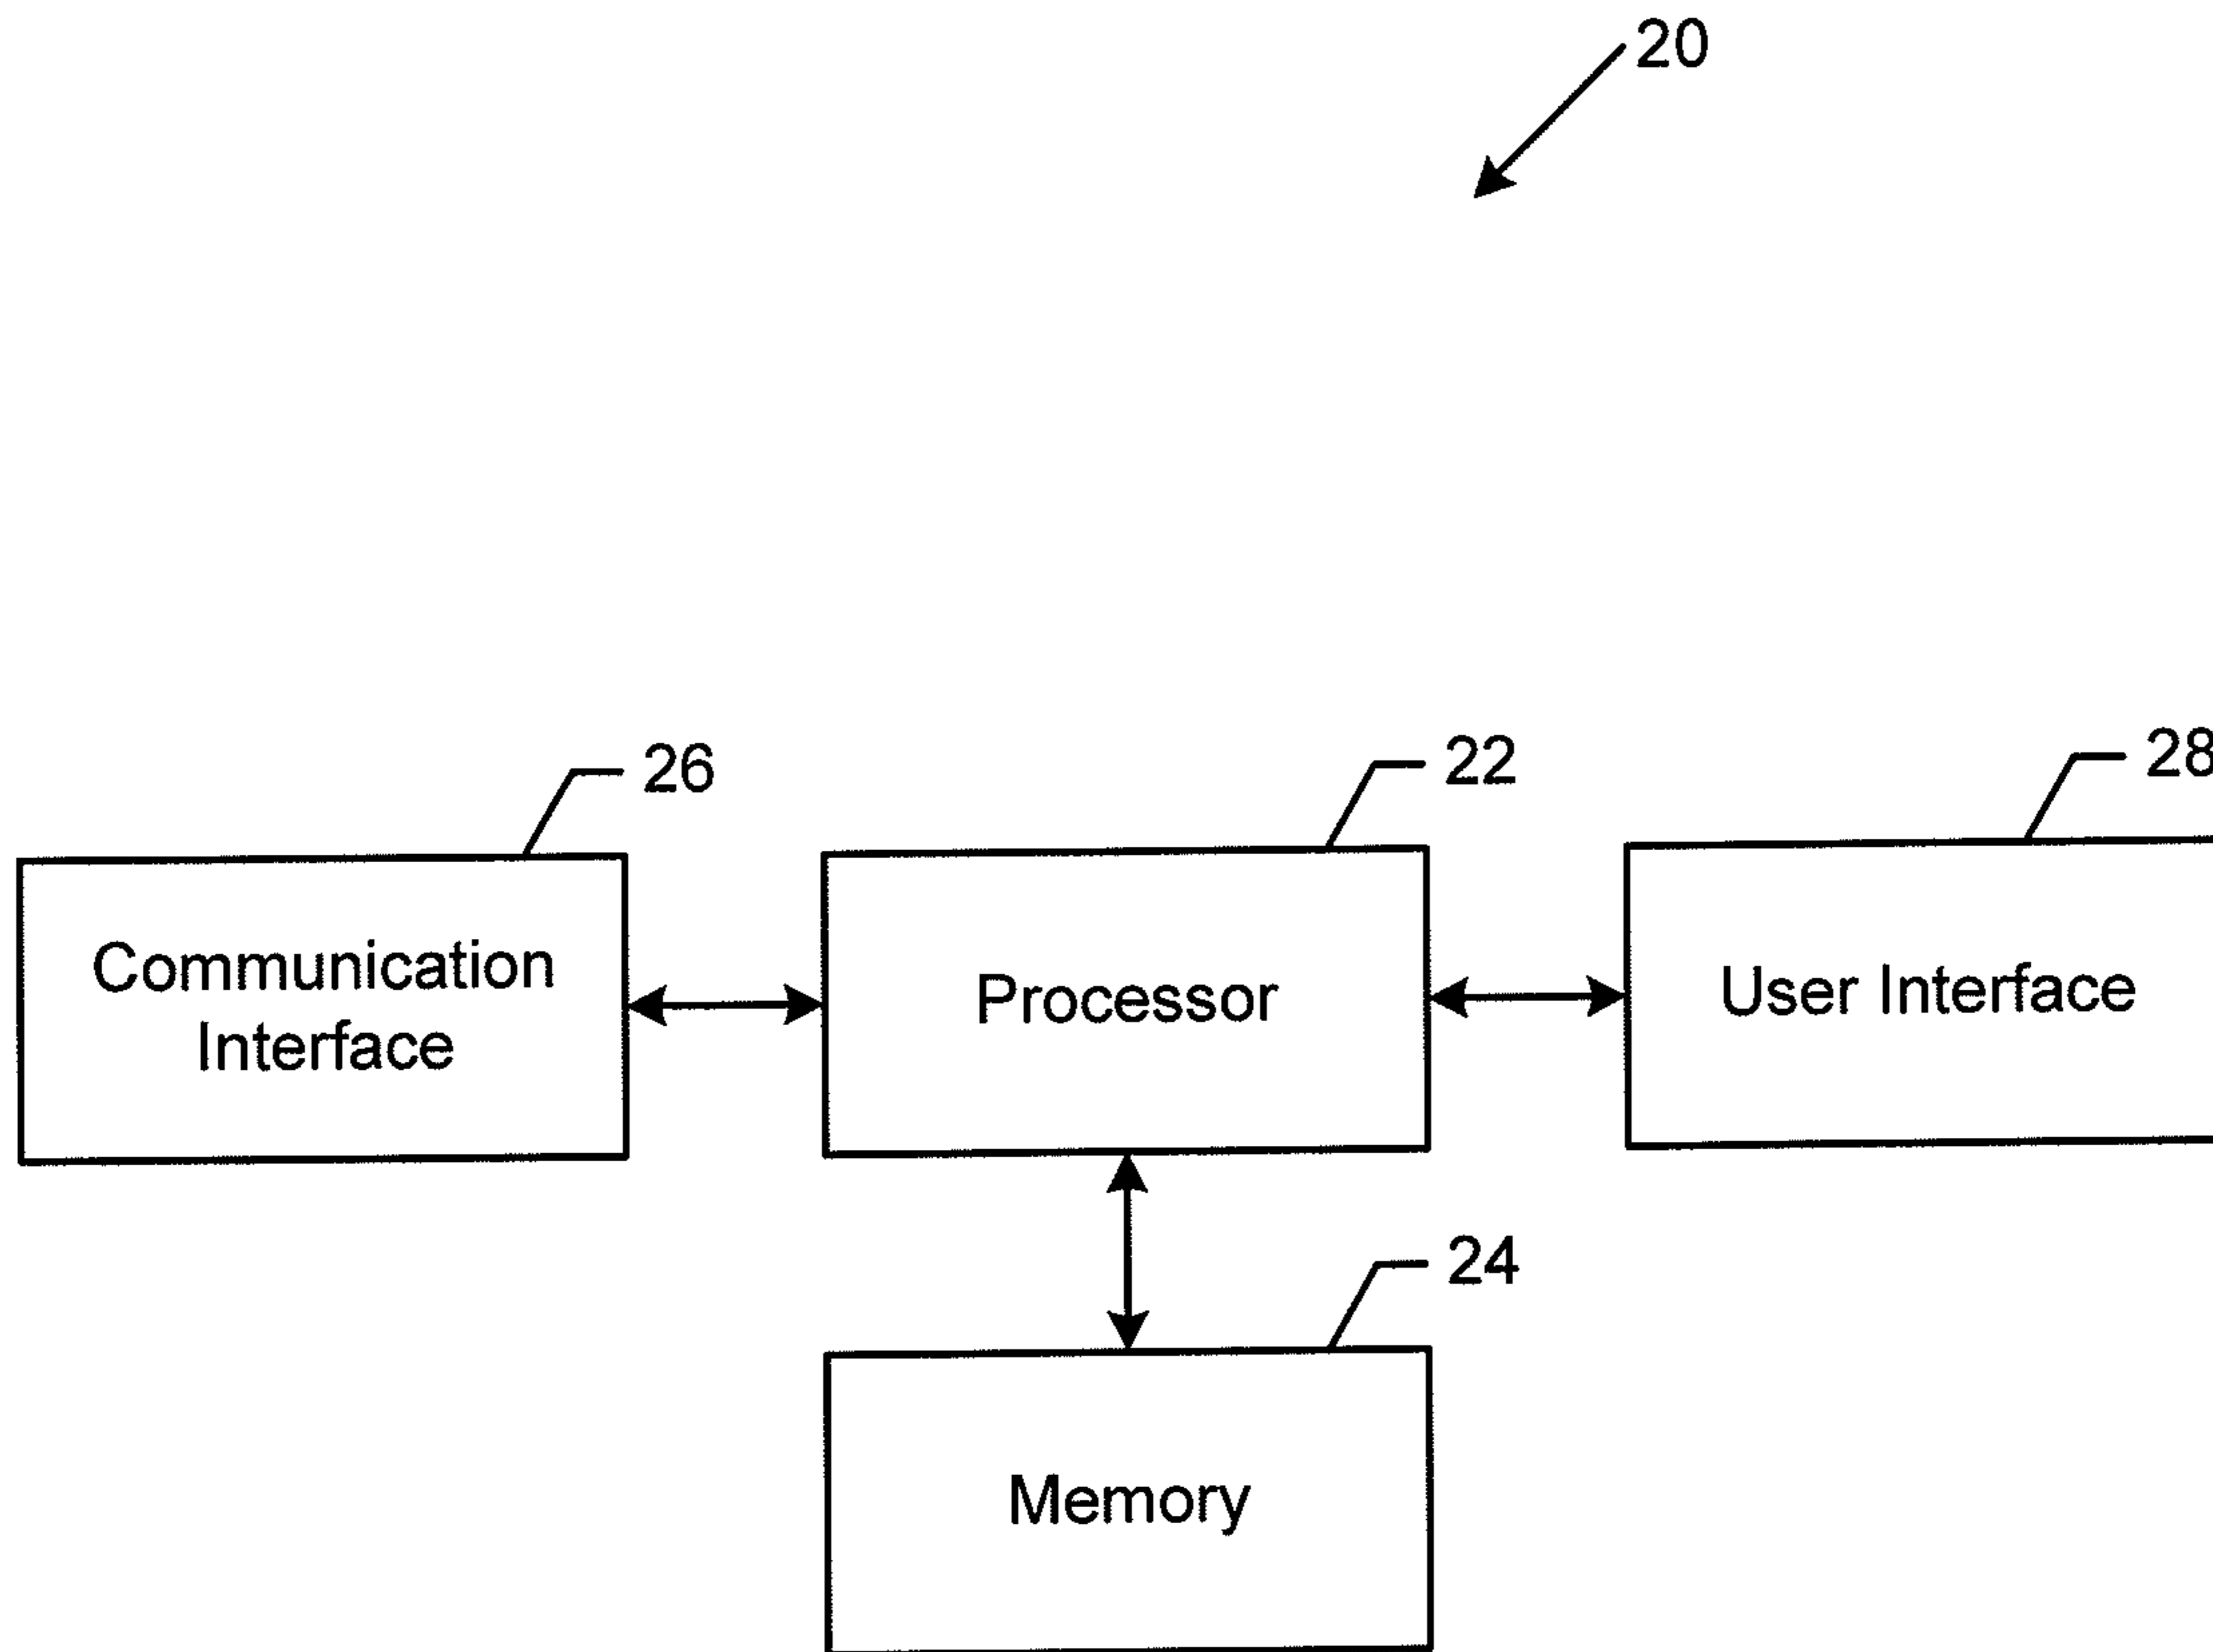 20
26
22
28
Communication
Interface
Processor
User Interface
24
Memory